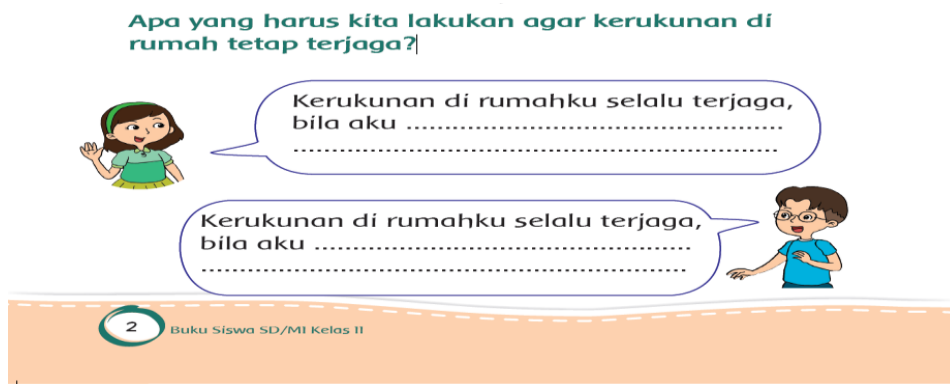 Apa yang harus kita lakukan agar kerukunan di
rumah tetap terjaga?
Kerukunan di rumahku selalu terjaga,
bila aku ................................................
..............................................................
Kerukunan di rumahku selalu terjaga,
bila aku ................................................
..............................................................
2 Buku Siswa SD/MI Kelas II